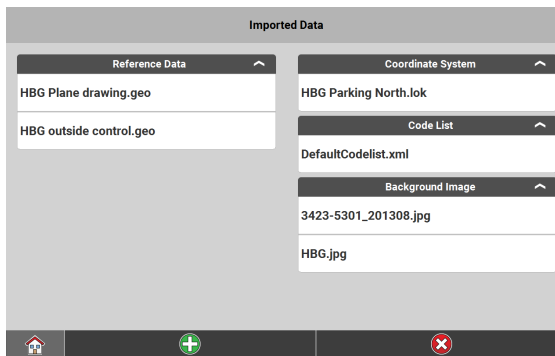 Imported Data
Reference Data
HBG Plane drawing.geo
HBG outside control.geo
Coordinate System
HBG Parking North.lok
Code List
DefaultCodelist.xml
Background Image
3423-5301_201308.jpg
HBG.jpg